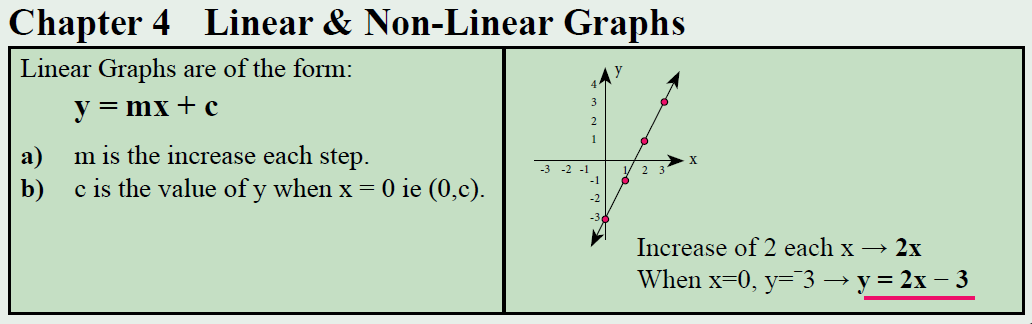 Chapter 4 Linear & Non-Linear Graphs
Linear Graphs are of the form:
y = mx + c
a) m is the increase each step.
b) c is the value of y when x = 0 ie (0,c).
y
4
3
2
1
x
-3 -2 -1 1 2 3
-1
-2
-3
Increase of 2 each x → 2x
When x=0, y=⁻3 → y = 2x − 3